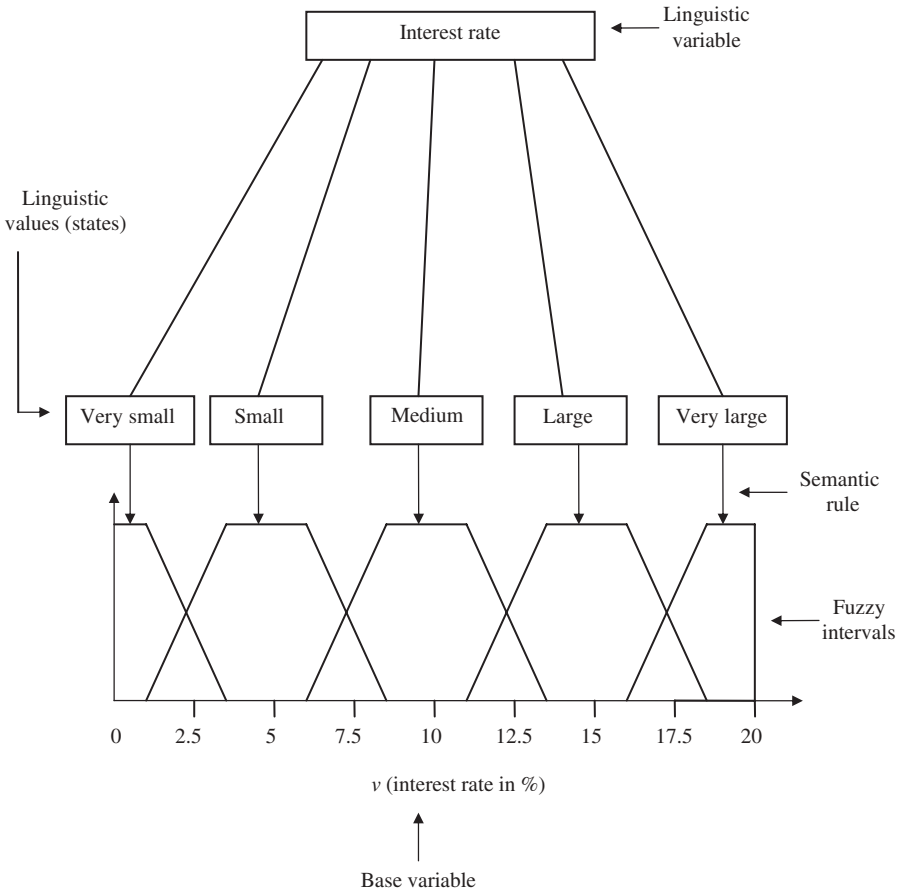 Interest rate
Linguistic
variable
Linguistic
values (states)
Very small
Small
Medium
Large
Very large
Semantic
rule
Fuzzy
intervals
0 2.5 5 7.5 10 12.5 15 17.5 20
v (interest rate in %)
Base variable